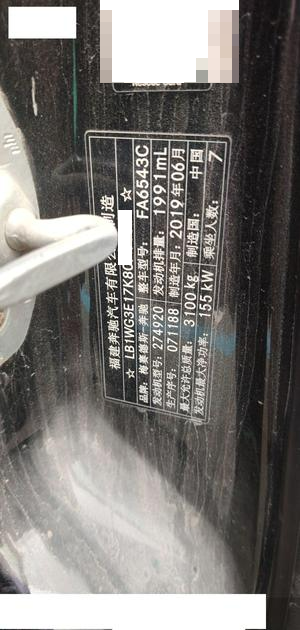 福建奔驰汽车有限 制造
☆ LB1WG3E17K8 ☆
品牌: 梅赛德斯-奔驰 整车型号: FA6543C
发动机型号: 274920 发动机排量: 1991mL
生产序号: 071188 制造年月: 2019年06月
最大允许总质量: 3100kg 制造国: 中国
发动机最大净功率: 155kW 乘坐人数: 7